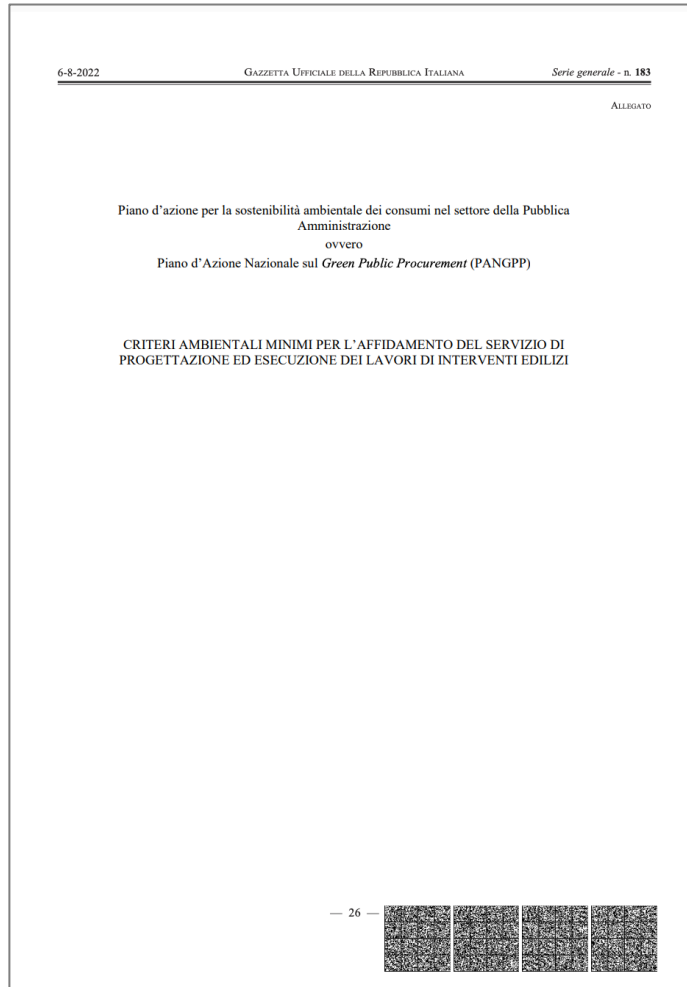 6-8-2022 GAZZETTA UFFICIALE DELLA REPUBBLICA ITALIANA Serie generale - n. 183
ALLEGATO
Piano d'azione per la sostenibilità ambientale dei consumi nel settore della Pubblica
Amministrazione
ovvero
Piano d'Azione Nazionale sul Green Public Procurement (PANGPP)
CRITERI AMBIENTALI MINIMI PER L'AFFIDAMENTO DEL SERVIZIO DI
PROGETTAZIONE ED ESECUZIONE DEI LAVORI DI INTERVENTI EDILIZI
— 26 —